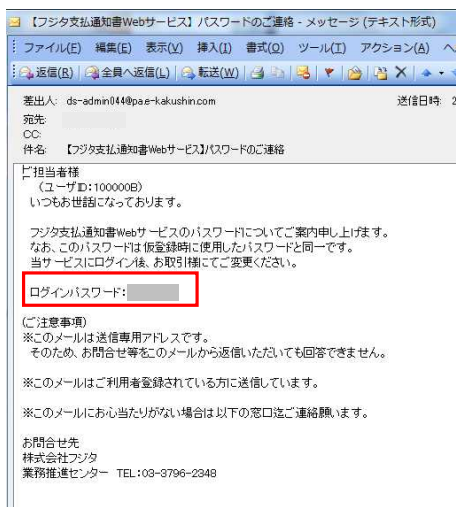 【フジタ支払通知書Webサービス】パスワードのご連絡 - メッセージ (テキスト形式)
ファイル(F) 編集(E) 表示(V) 挿入(I) 書式(O) ツール(T) アクション(A)
返信(R) 全員へ返信(L) 転送(W)
差出人: ds-admin044@pa.e-kakushin.com 送信日時: 2
宛先:
CC:
件名: 【フジタ支払通知書Webサービス】パスワードのご連絡
ご担当者様
(ユーザID:100000B)
いつもお世話になっております。
フジタ支払通知書Webサービスのパスワードについてご案内申し上げます。
なお、このパスワードは仮登録時に使用したパスワードと同一です。
当サービスにログイン後、お取引様にてご変更ください。
ログインパスワード:
(ご注意事項)
※このメールは送信専用アドレスです。
そのため、お問合せ等をこのメールから返信いただいても回答できません。
※このメールはご利用者登録されている方に送信しています。
※このメールにお心当たりがない場合は以下の窓口迄ご連絡願います。
お問合せ先
株式会社フジタ
業務推進センター TEL:03-3796-2348